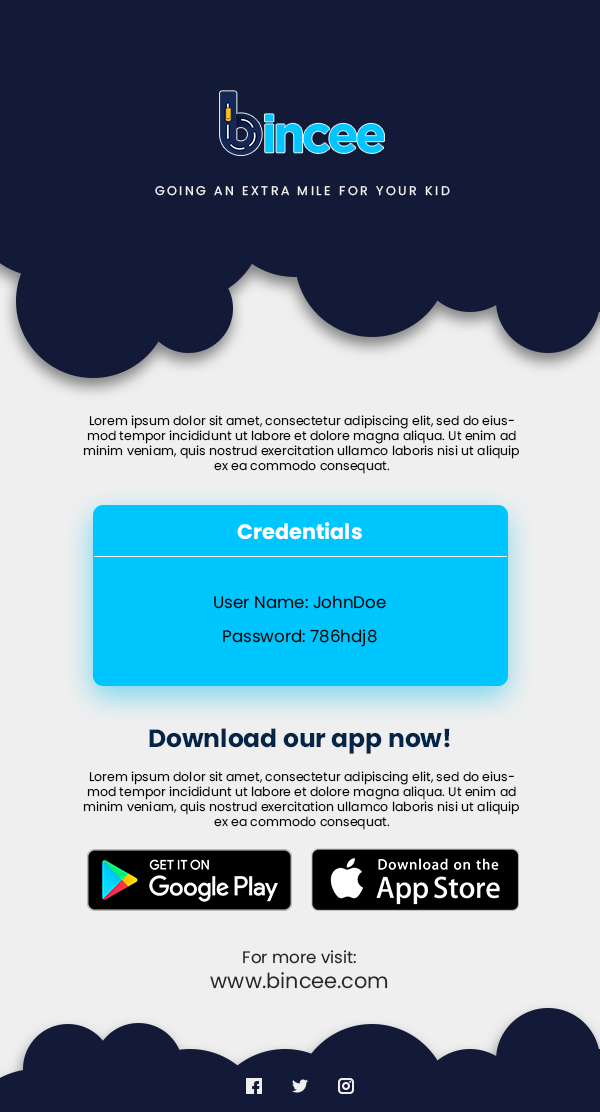 bincee
GOING AN EXTRA MILE FOR YOUR KID
Lorem ipsum dolor sit amet, consectetur adipiscing elit, sed do eius-
mod tempor incididunt ut labore et dolore magna aliqua. Ut enim ad
minim veniam, quis nostrud exercitation ullamco laboris nisi ut aliquip
ex ea commodo consequat.
Credentials
User Name: JohnDoe
Password: 786hdj8
Download our app now!
Lorem ipsum dolor sit amet, consectetur adipiscing elit, sed do eius-
mod tempor incididunt ut labore et dolore magna aliqua. Ut enim ad
minim veniam, quis nostrud exercitation ullamco laboris nisi ut aliquip
ex ea commodo consequat.
GET IT ON
Google Play
Download on the
App Store
For more visit:
www.bincee.com